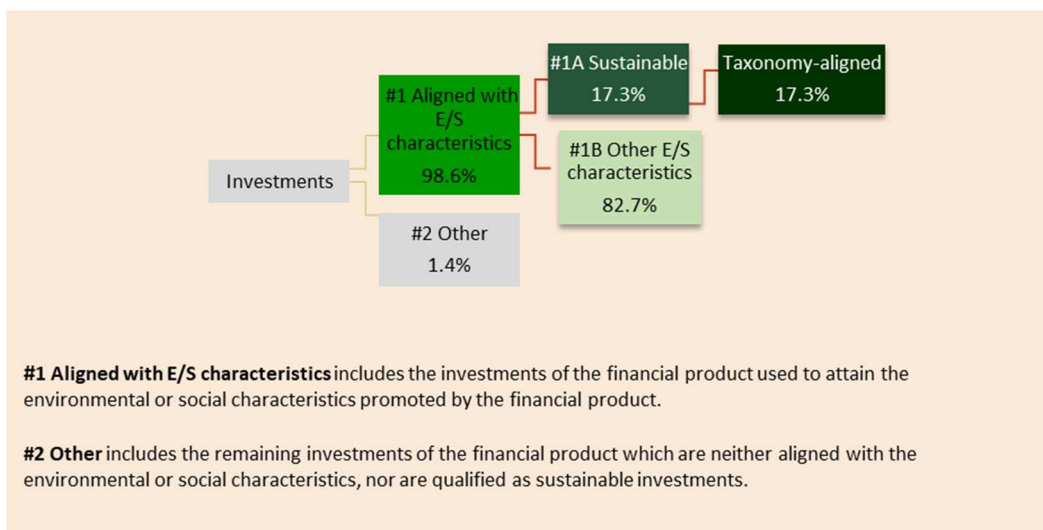 Investments
#1 Aligned with
E/S
characteristics
98.6%
#2 Other
1.4%
#1A Sustainable
17.3%
#1B Other E/S
characteristics
82.7%
Taxonomy-aligned
17.3%
#1 Aligned with E/S characteristics includes the investments of the financial product used to attain the
environmental or social characteristics promoted by the financial product.
#2 Other includes the remaining investments of the financial product which are neither aligned with the
environmental or social characteristics, nor are qualified as sustainable investments.